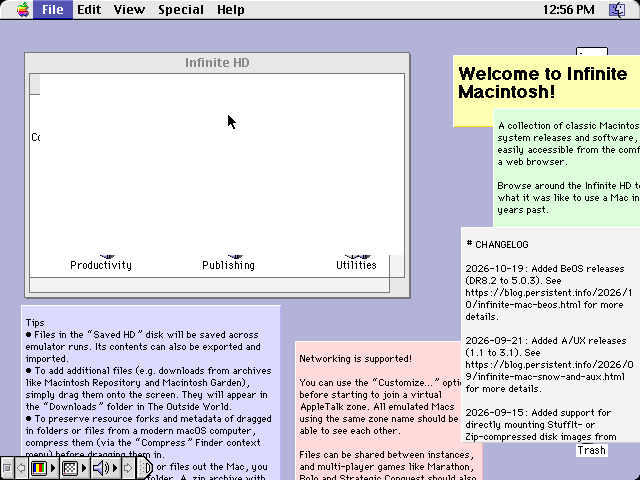 File Edit View Special Help 12:56 PM
Infinite HD
Productivity Publishing Utilities
Welcome to Infinite
Macintosh!
A collection of classic Macintos
system releases and software,
easily accessible from the comf
a web browser.
Browse around the Infinite HD t
what it was like to use a Mac in
years past.
# CHANGELOG
2026-10-19: Added BeOS releases
(DR8.2 to 5.0.3). See
https://blog.persistent.info/2026/1
0/infinite-mac-beos.html for more
details.
2026-09-21: Added A/UX releases
(1.1 to 3.1). See
https://blog.persistent.info/2026/0
9/infinite-mac-snow-and-aux.html
for more details.
2026-09-15: Added support for
directly mounting StuffIt- or
Zip-compressed disk images from
Trash
Tips
● Files in the “Saved HD” disk will be saved across
emulator runs. Its contents can also be exported and
imported.
● To add additional files (e.g. downloads from archives
like Macintosh Repository and Macintosh Garden),
simply drag them onto the screen. They will appear
in the “Downloads” folder in The Outside World.
● To preserve resource forks and metadata of dragged
in folders or files from a modern macOS computer,
compress them (via the “Compress” Finder context
menu) before dragging them in.
or files out the Mac, you
folder. A .zip archive with
Networking is supported!
You can use the “Customize...” opti
before starting to join a virtual
AppleTalk zone. All emulated Macs
using the same zone name should be
able to see each other.
Files can be shared between instances,
and multi-player games like Marathon,
Bolo and Strategic Conquest should also